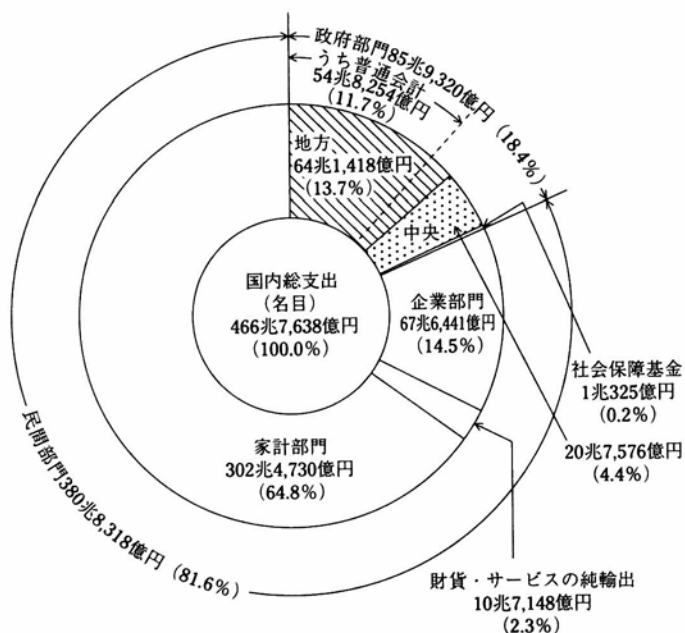 政府部門85兆9,320億円
(18.4%)
うち普通会計
54兆8,254億円
(11.7%)
地方
64兆1,418億円
(13.7%)
中央
国内総支出
(名目)
466兆7,638億円
(100.0%)
企業部門
67兆6,441億円
(14.5%)
社会保障基金
1兆325億円
(0.2%)
20兆7,576億円
(4.4%)
家計部門
302兆4,730億円
(64.8%)
民間部門380兆8,318億円 (81.6%)
財貨・サービスの純輸出
10兆7,148億円
(2.3%)